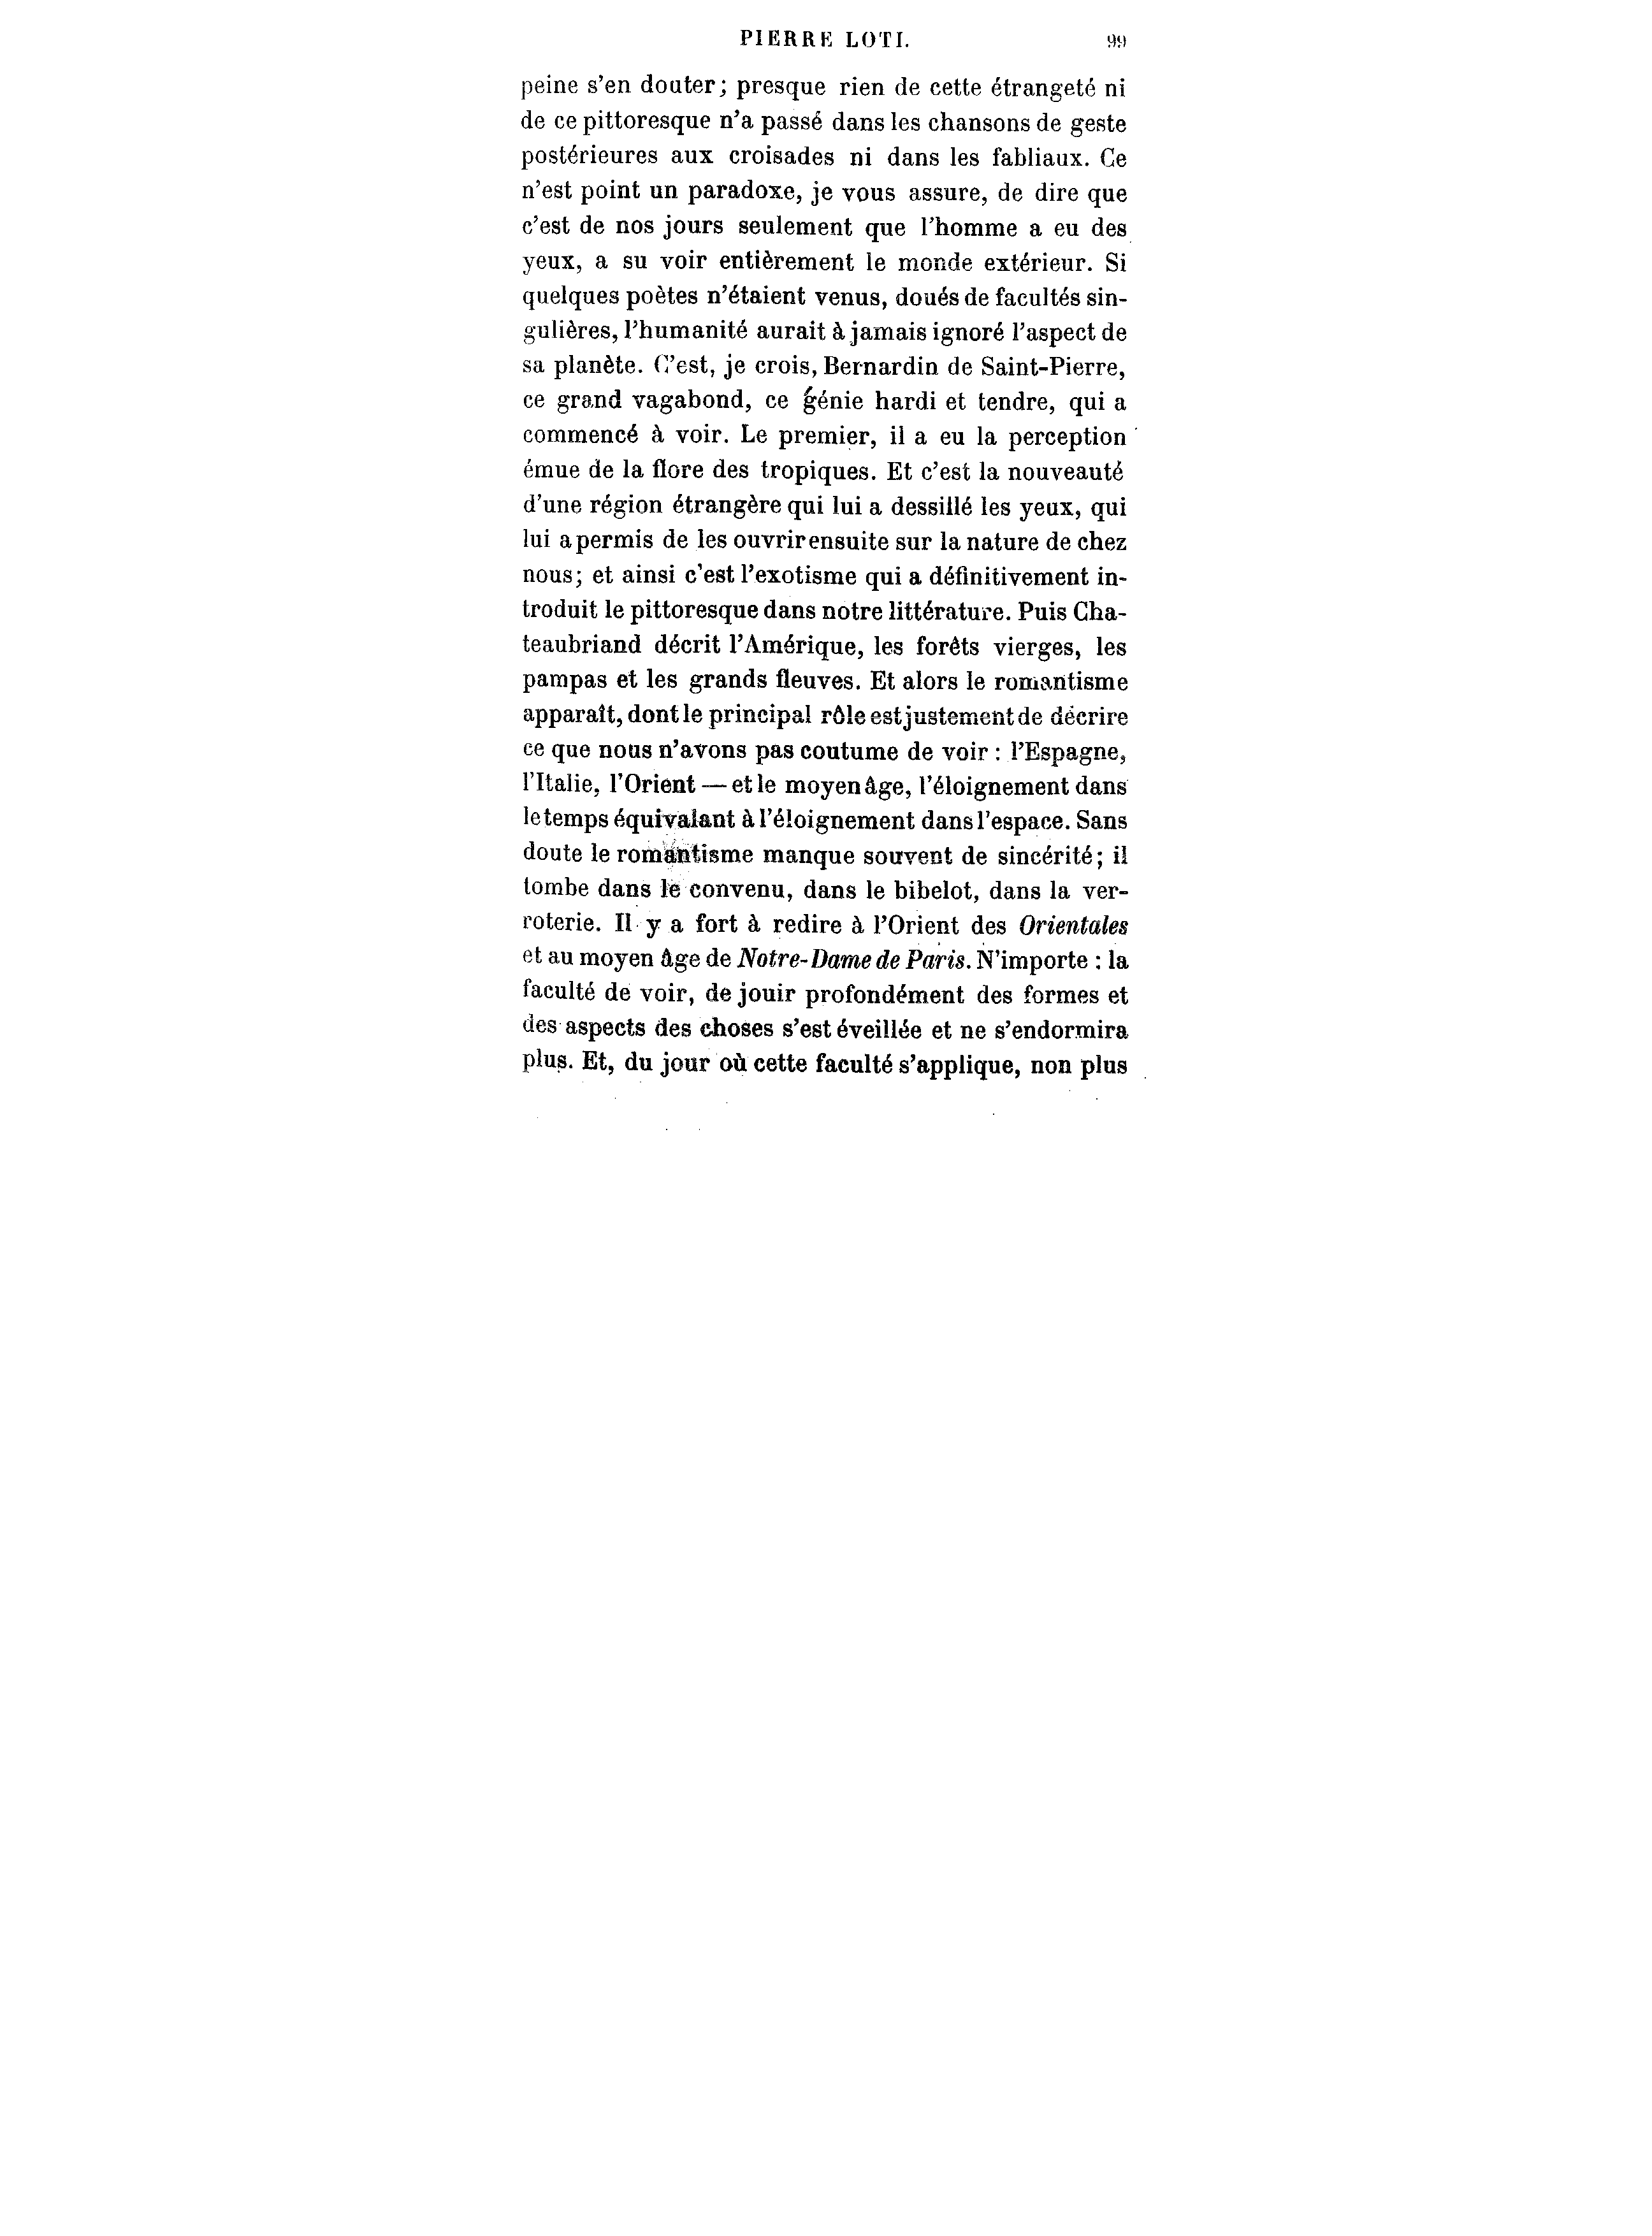 PIERRE LOTI. 99
peine s'en douter; presque rien de cette étrangeté ni
de ce pittoresque n'a passé dans les chansons de geste
postérieures aux croisades ni dans les fabliaux. Ce
n'est point un paradoxe, je vous assure, de dire que
c'est de nos jours seulement que l'homme a eu des
yeux, a su voir entièrement le monde extérieur. Si
quelques poètes n'étaient venus, doués de facultés sin-
gulières, l'humanité aurait à jamais ignoré l'aspect de
sa planète. C'est, je crois, Bernardin de Saint-Pierre,
ce grand vagabond, ce génie hardi et tendre, qui a
commencé à voir. Le premier, il a eu la perception
émue de la flore des tropiques. Et c'est la nouveauté
d'une région étrangère qui lui a dessillé les yeux, qui
lui a permis de les ouvrir ensuite sur la nature de chez
nous; et ainsi c'est l'exotisme qui a définitivement in-
troduit le pittoresque dans notre littérature. Puis Cha-
teaubriand décrit l'Amérique, les forêts vierges, les
pampas et les grands fleuves. Et alors le romantisme
apparaît, dont le principal rôle est justement de décrire
ce que nous n'avons pas coutume de voir : l'Espagne,
l'Italie, l'Orient — et le moyen âge, l'éloignement dans
le temps équivalant à l'éloignement dans l'espace. Sans
doute le romantisme manque souvent de sincérité; il
tombe dans le convenu, dans le bibelot, dans la ver-
roterie. Il y a fort à redire à l'Orient des Orientales
et au moyen âge de Notre-Dame de Paris. N'importe : la
faculté de voir, de jouir profondément des formes et
des aspects des choses s'est éveillée et ne s'endormira
plus. Et, du jour où cette faculté s'applique, non plus